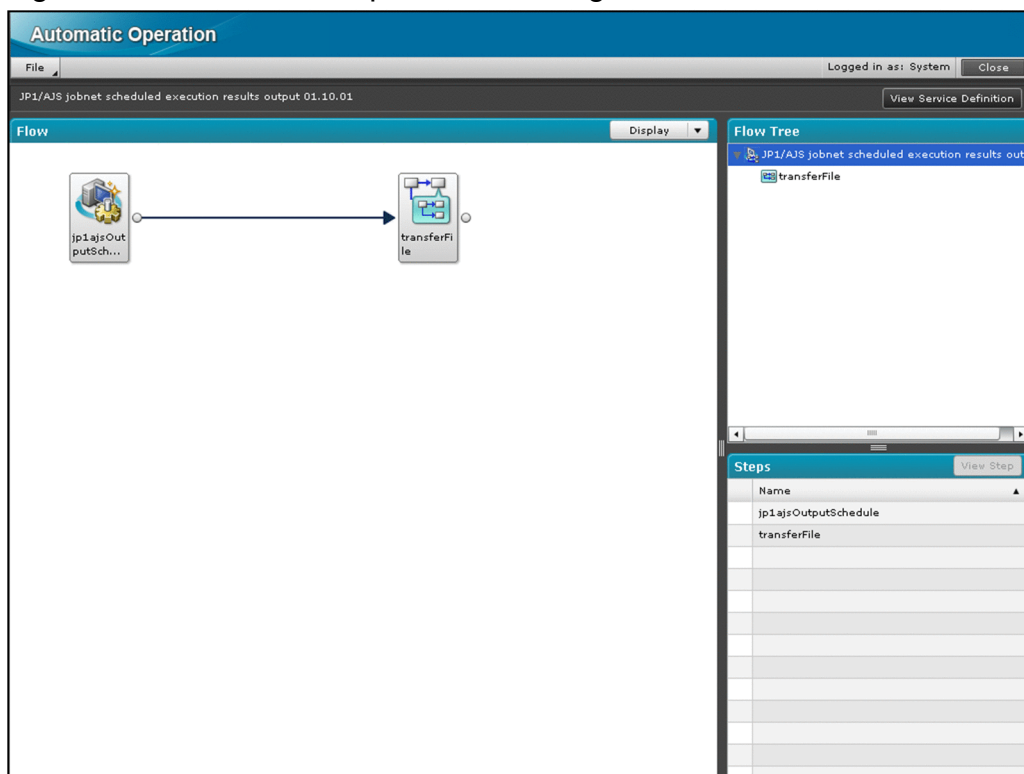 Automatic Operation
File
Logged in as: System
Close
JP1/AJS jobnet scheduled execution results output 01.10.01
View Service Definition
Flow
Display
Flow Tree
JP1/AJS jobnet scheduled execution results out
transferFile
jp1ajsOut
putSch...
transferFi
le
Steps
View Step
Name
jp1ajsOutputSchedule
transferFile